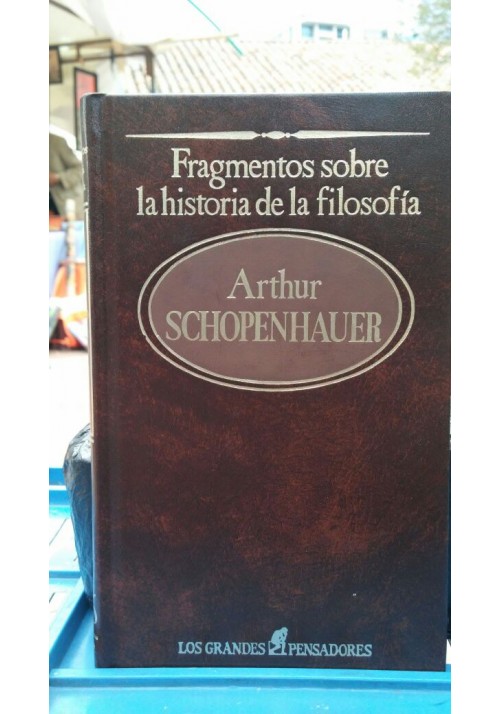 Fragmentos sobre
la historia de la filosofía
Arthur
SCHOPENHAUER
LOS GRANDES PENSADORES